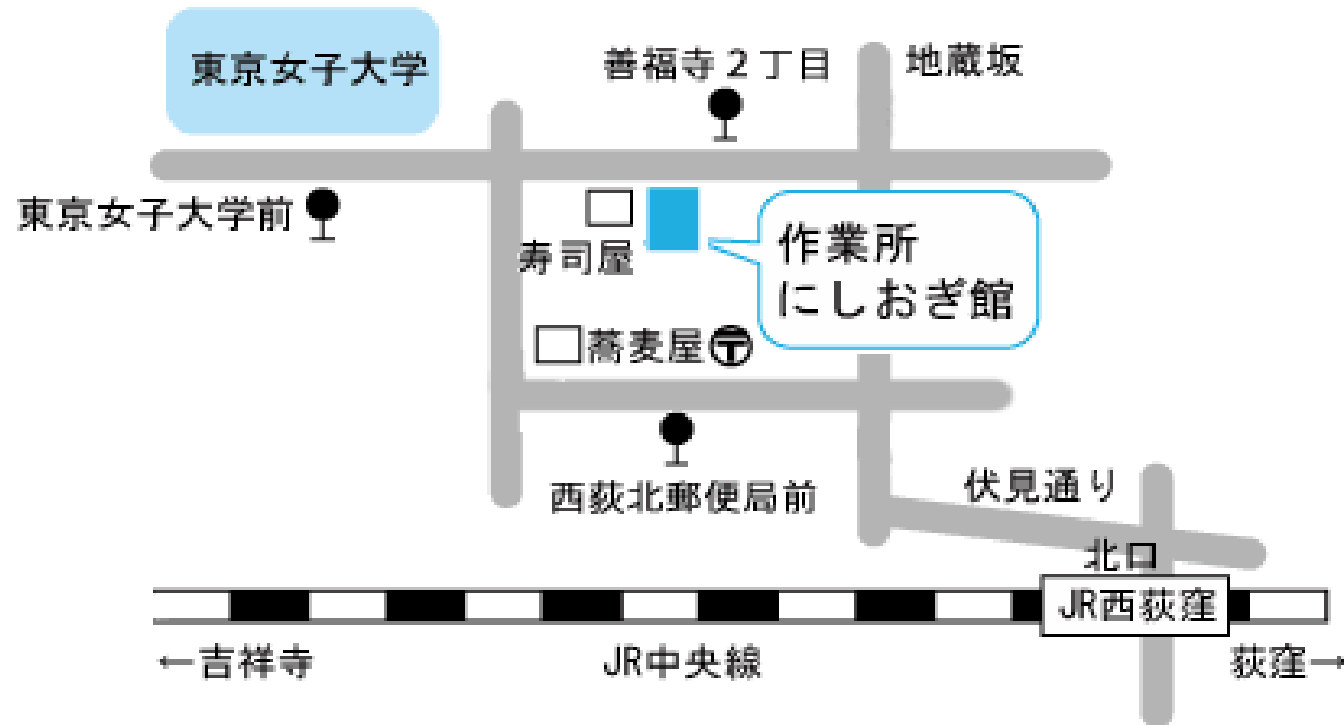 東京女子大学
善福寺２丁目
地蔵坂
東京女子大学前
寿司屋
作業所
にしおぎ館
蕎麦屋〒
西荻北郵便局前
伏見通り
北口
JR西荻窪
←吉祥寺
JR中央線
荻窪→